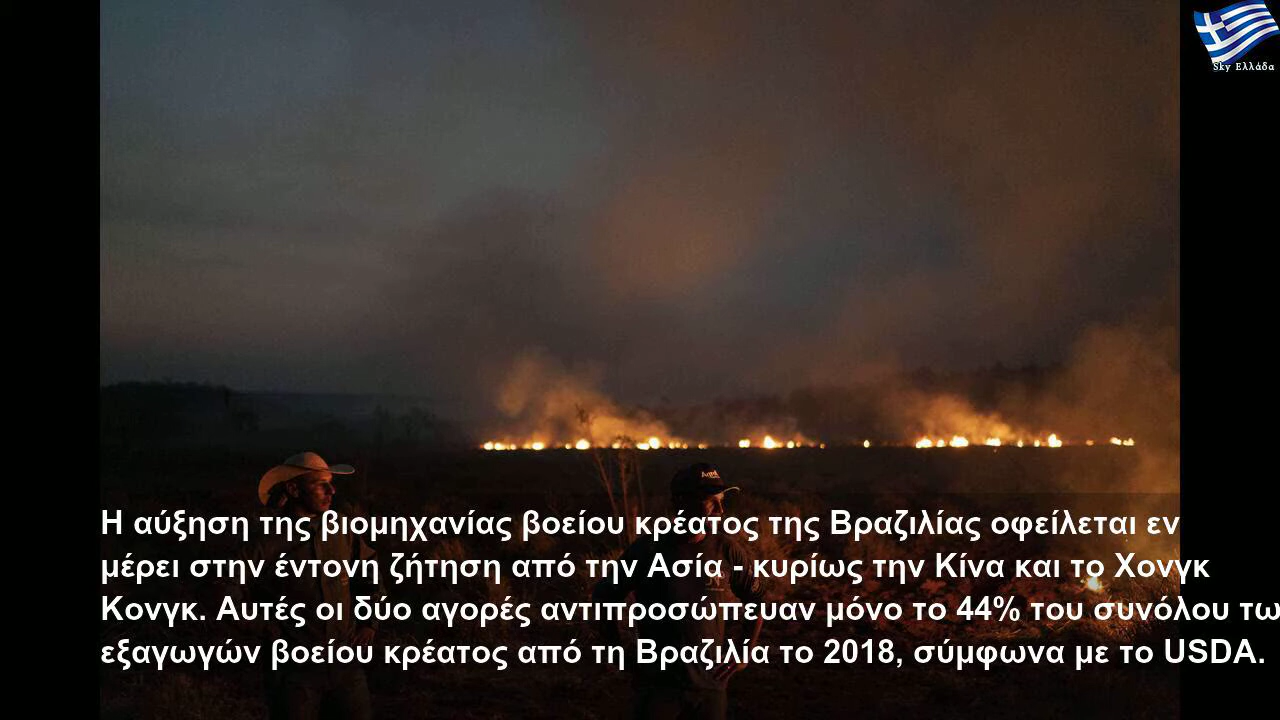 Sky Ελλάδα
Η αύξηση της βιομηχανίας βοείου κρέατος της Βραζιλίας οφείλεται εν
μέρει στην έντονη ζήτηση από την Ασία - κυρίως την Κίνα και το Χονγκ
Κονγκ. Αυτές οι δύο αγορές αντιπροσώπευαν μόνο το 44% του συνόλου τω
εξαγωγών βοείου κρέατος από τη Βραζιλία το 2018, σύμφωνα με το USDA.